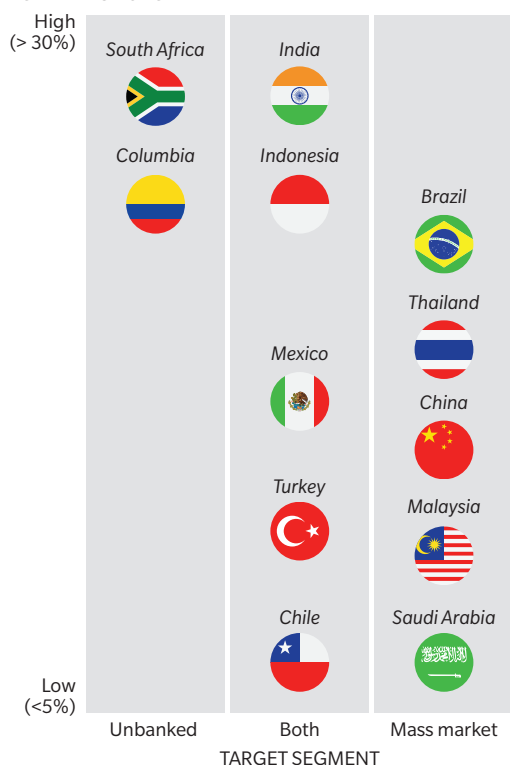 High
(> 30%)
South Africa
India
Columbia
Indonesia
Brazil
Thailand
Mexico
China
Turkey
Malaysia
Chile
Saudi Arabia
Low
(<5%)
Unbanked
Both
Mass market
TARGET SEGMENT